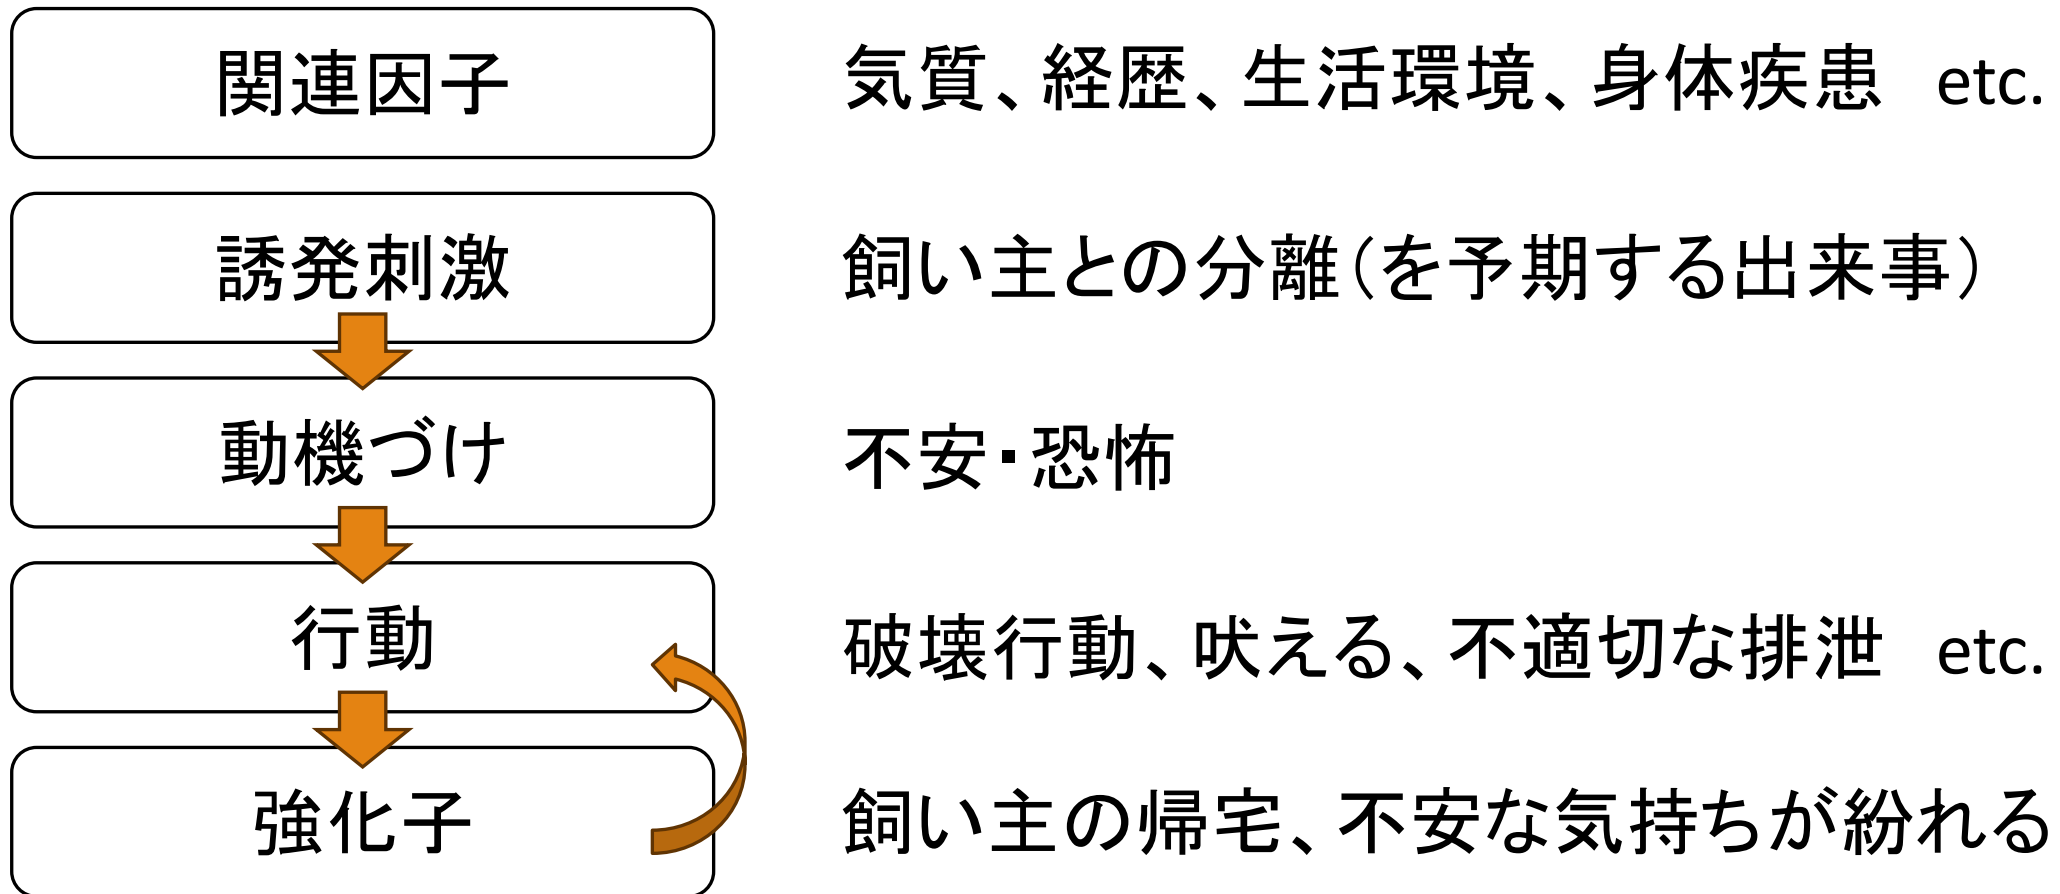 関連因子
気質、経歴、生活環境、身体疾患　etc.
誘発刺激
飼い主との分離（を予期する出来事）
動機づけ
不安・恐怖
行動
破壊行動、吠える、不適切な排泄　etc.
強化子
飼い主の帰宅、不安な気持ちが紛れる